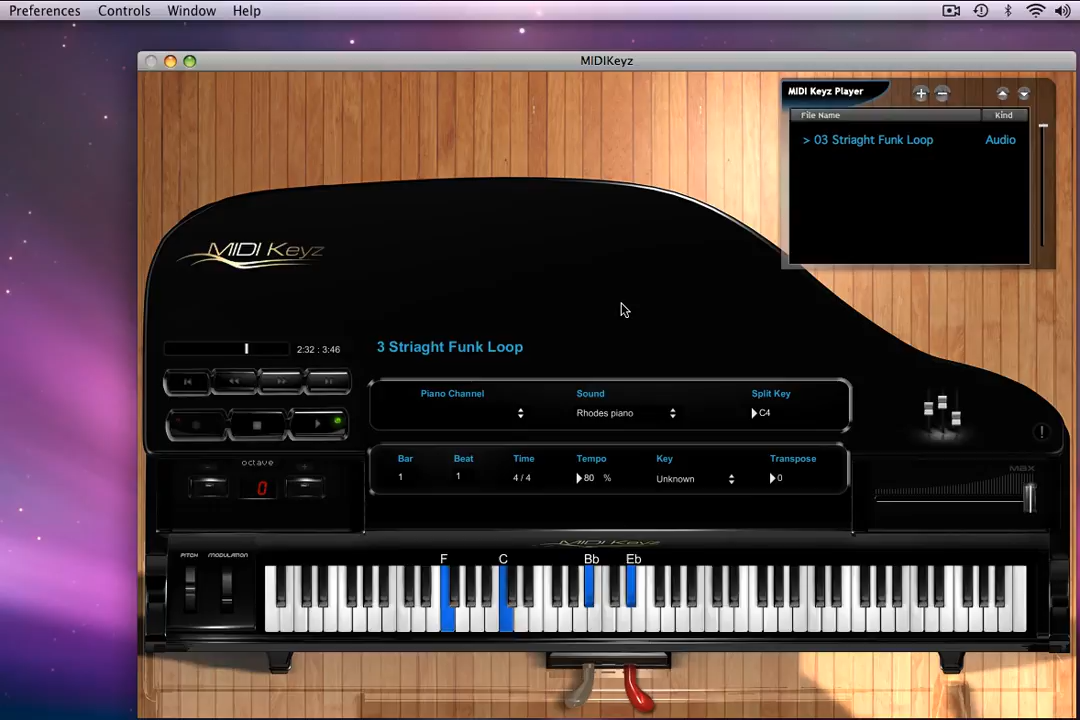 Preferences Controls Window Help
MIDIKeyz
MIDI Keyz Player
File Name Kind
> 03 Striaght Funk Loop Audio
MIDI Keyz
2:32 : 3:46
3 Striaght Funk Loop
Piano Channel Sound Split Key
Rhodes piano C4
Bar Beat Time Tempo Key Transpose
1 1 4 / 4 80 % Unknown 0
octave
0
MAX
MIDI Keyz
PITCH MODULATION
F C Bb Eb